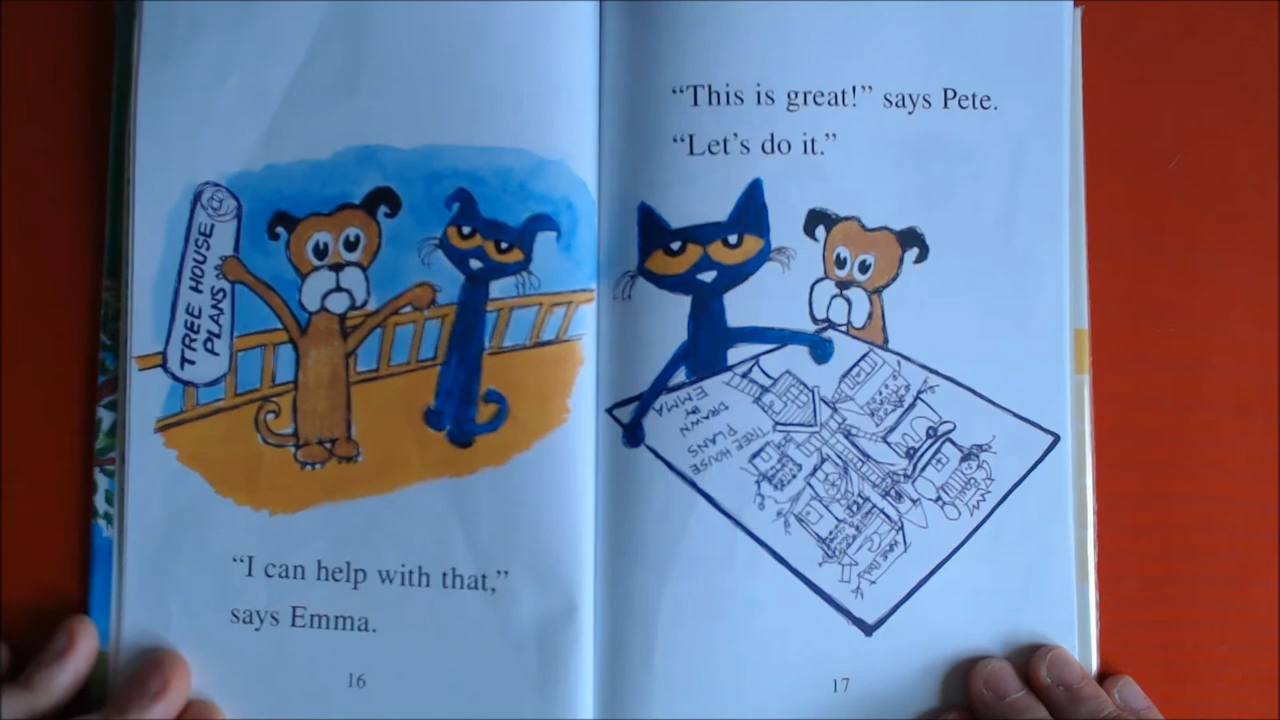 TREE HOUSE
PLANS
“I can help with that,”
says Emma.
16
“This is great!” says Pete.
“Let’s do it.”
TREE HOUSE
PLANS
DRAWN
BY
EMMA
17